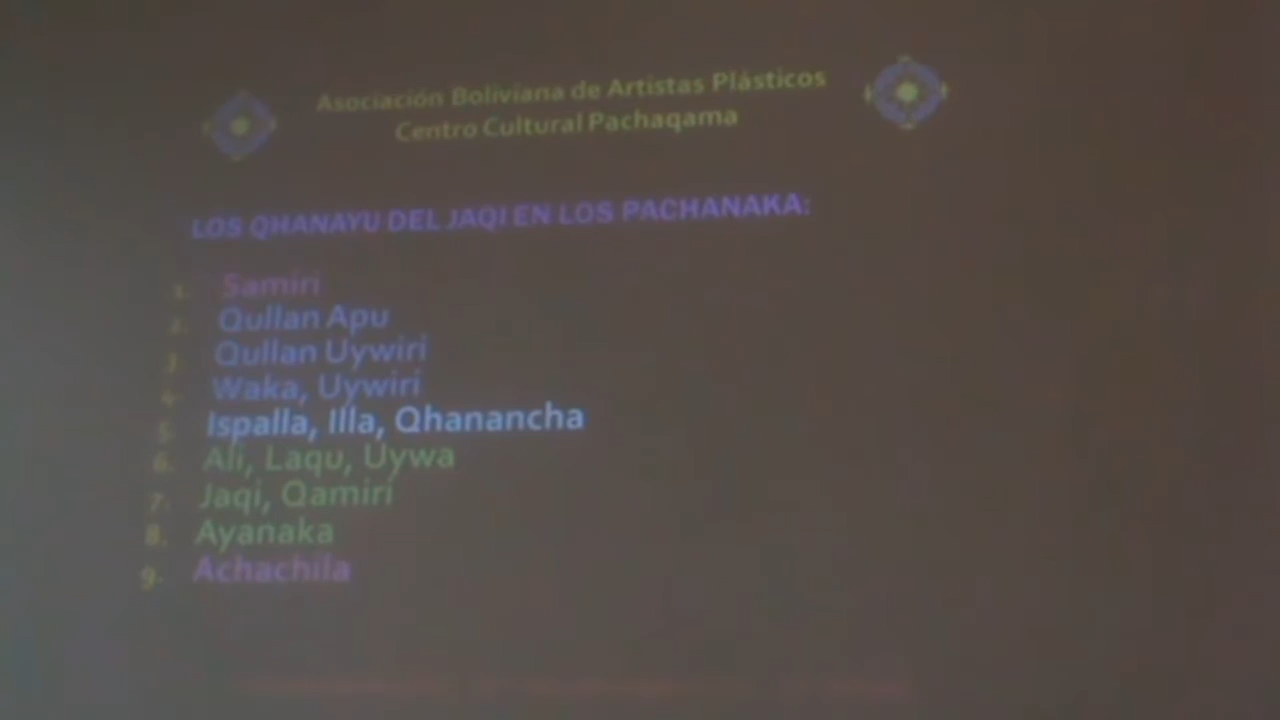 Asociación Boliviana de Artistas Plásticos
Centro Cultural Pachaqama
LOS QHANAYU DEL JAQI EN LOS PACHANAKA:
1. Samiri
2. Qullan Apu
3. Qullan Uywiri
4. Waka, Uywiri
5. Ispalla, Illa, Qhanancha
6. Ali, Laqu, Uywa
7. Jaqi, Qamiri
8. Ayanaka
9. Achachila